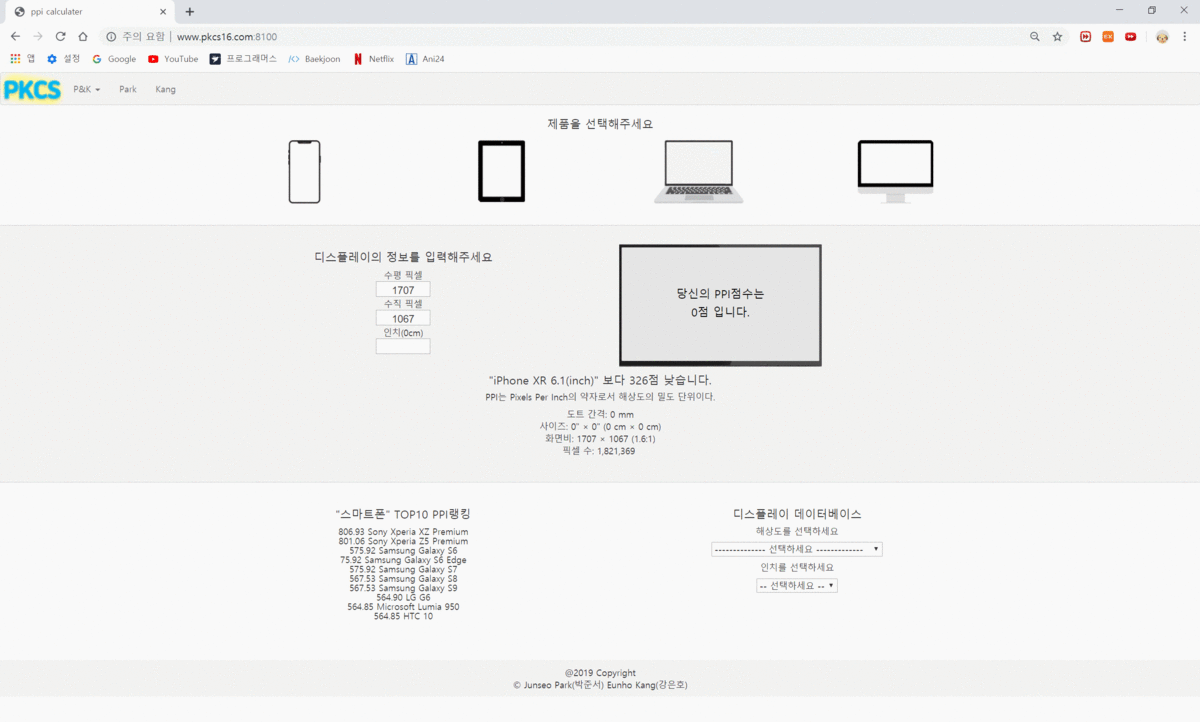 ppi calculater
주의 요함 | www.pkcs16.com:8100
앱 설정 Google YouTube 프로그래머스 Baekjoon Netflix Ani24
PKCS P&K Park Kang
제품을 선택해주세요
디스플레이의 정보를 입력해주세요
수평 픽셀
1707
수직 픽셀
1067
인치(0cm)
당신의 PPI점수는
0점 입니다.
"iPhone XR 6.1(inch)" 보다 326점 낮습니다.
PPI는 Pixels Per Inch의 약자로서 해상도의 밀도 단위이다.
도트 간격: 0 mm
사이즈: 0" × 0" (0 cm × 0 cm)
화면비: 1707 × 1067 (1.6:1)
픽셀 수: 1,821,369
"스마트폰" TOP10 PPI랭킹
806.93 Sony Xperia XZ Premium
801.06 Sony Xperia Z5 Premium
575.92 Samsung Galaxy S6
75.92 Samsung Galaxy S6 Edge
575.92 Samsung Galaxy S7
567.53 Samsung Galaxy S8
567.53 Samsung Galaxy S9
564.90 LG G6
564.85 Microsoft Lumia 950
564.85 HTC 10
디스플레이 데이터베이스
해상도를 선택하세요
------------- 선택하세요 -------------
인치를 선택하세요
-- 선택하세요 --
@2019 Copyright
© Junseo Park(박준서) Eunho Kang(강은호)